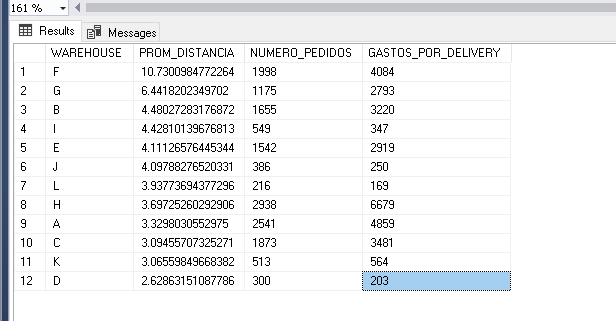 161 %
Results Messages
WAREHOUSE PROM_DISTANCIA NUMERO_PEDIDOS GASTOS_POR_DELIVERY
1 F 10.7300984772264 1998 4084
2 G 6.4418202349702 1175 2793
3 B 4.48027283176872 1655 3220
4 I 4.42810139676813 549 347
5 E 4.11126576445344 1542 2919
6 J 4.09788276520331 386 250
7 L 3.93773694377296 216 169
8 H 3.69725260292906 2938 6679
9 A 3.3298030552975 2541 4859
10 C 3.09455707325271 1873 3481
11 K 3.06559849668382 513 564
12 D 2.62863151087786 300 203